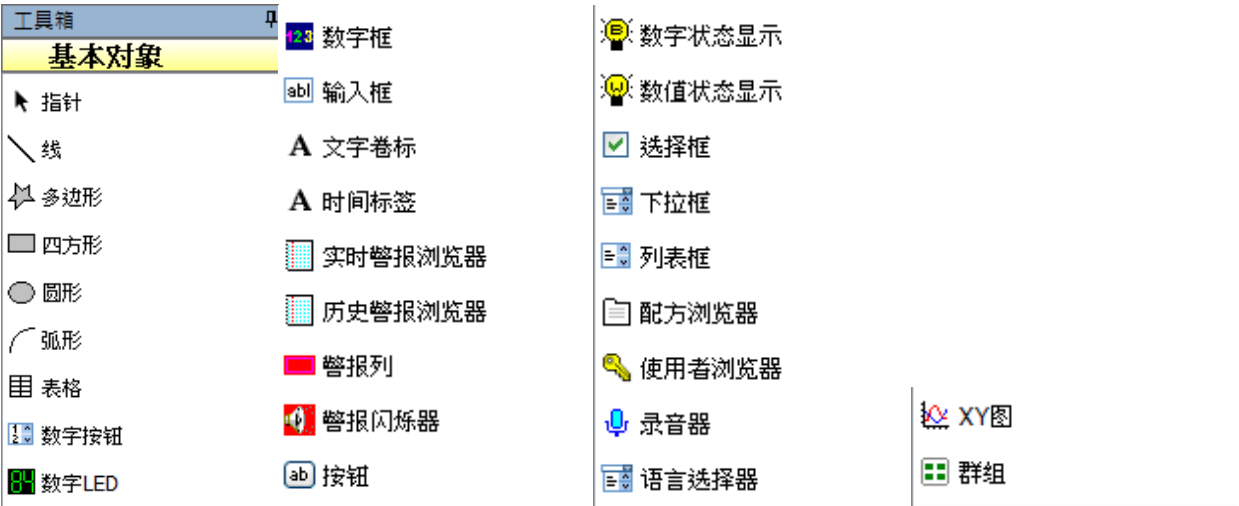 工具箱
基本对象
指针
线
多边形
四方形
圆形
弧形
表格
数字按钮
数字LED
数字框
输入框
文字卷标
时间标签
实时警报浏览器
历史警报浏览器
警报列
警报闪烁器
按钮
数字状态显示
数值状态显示
选择框
下拉框
列表框
配方浏览器
使用者浏览器
录音器
语言选择器
XY图
群组